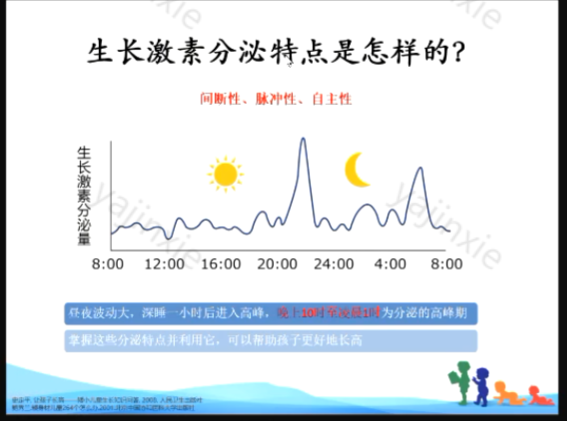 yajinxie
生长激素分泌特点是怎样的？
间断性、脉冲性、自主性
生长激素分泌量
8:00 12:00 16:00 20:00 24:00 4:00 8:00
yajinxie
yajinxie
昼夜波动大，深睡一小时后进入高峰，晚上10时至凌晨1时为分泌的高峰期
掌握这些分泌特点并利用它，可以帮助孩子更好地长高